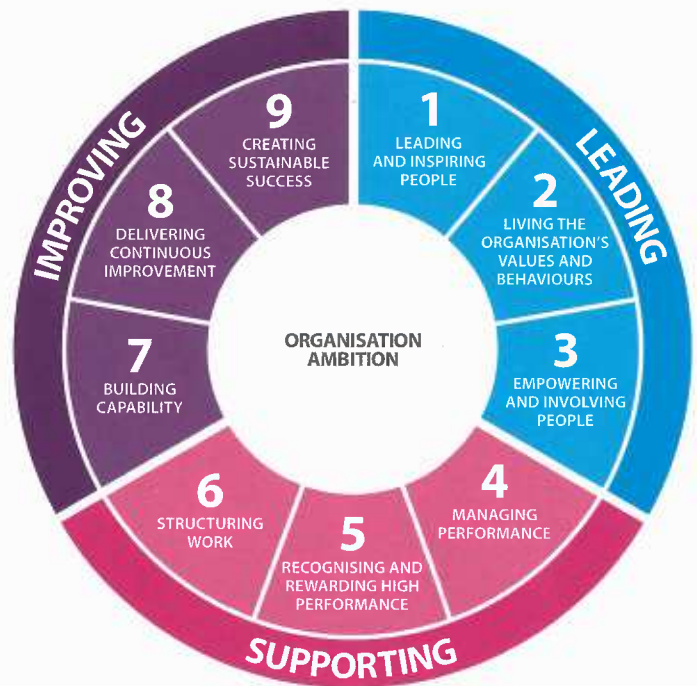 LEADING
1
LEADING
AND INSPIRING
PEOPLE
2
LIVING THE
ORGANISATION'S
VALUES AND
BEHAVIOURS
3
EMPOWERING
AND INVOLVING
PEOPLE
SUPPORTING
4
MANAGING
PERFORMANCE
5
RECOGNISING AND
REWARDING HIGH
PERFORMANCE
6
STRUCTURING
WORK
IMPROVING
7
BUILDING
CAPABILITY
8
DELIVERING
CONTINUOUS
IMPROVEMENT
9
CREATING
SUSTAINABLE
SUCCESS
ORGANISATION
AMBITION